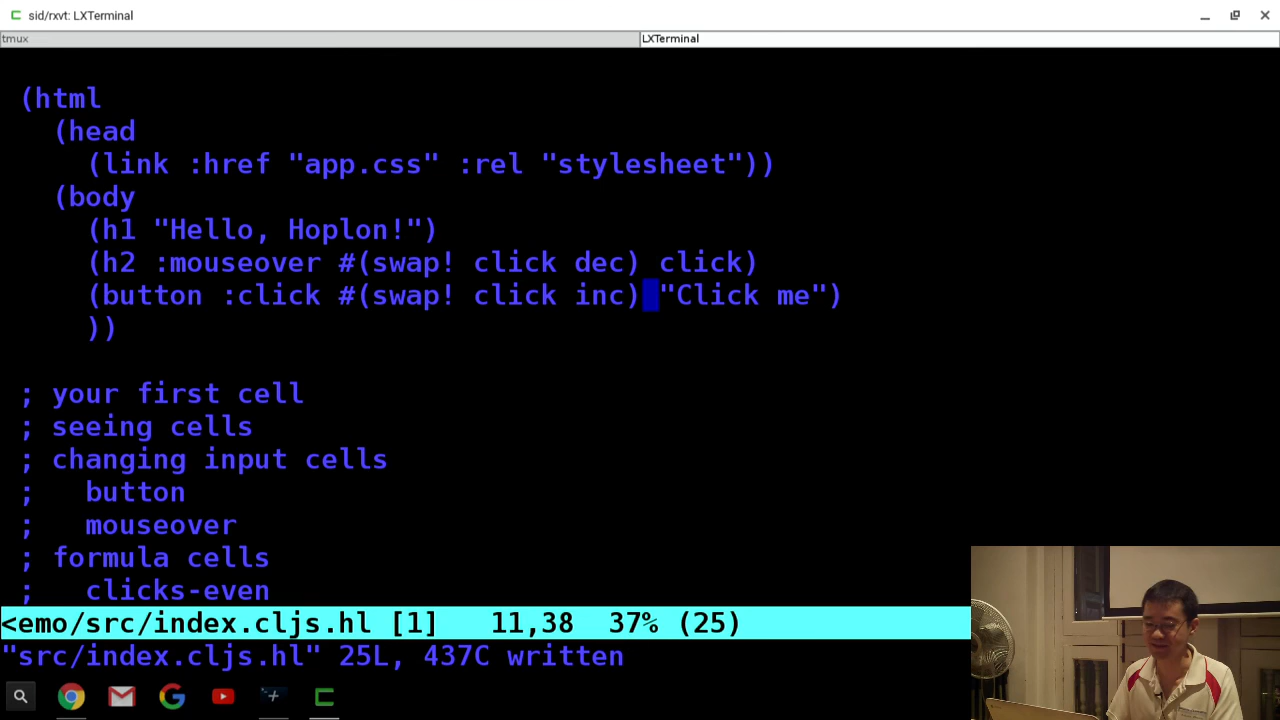 sid/rxvt: LXTerminal
tmux
LXTerminal
(html
(head
(link :href "app.css" :rel "stylesheet"))
(body
(h1 "Hello, Hoplon!")
(h2 :mouseover #(swap! click dec) click)
(button :click #(swap! click inc) "Click me")
))
; your first cell
; seeing cells
; changing input cells
;   button
;   mouseover
; formula cells
;   clicks-even
<emo/src/index.cljs.hl [1]   11,38  37% (25)
"src/index.cljs.hl" 25L, 437C written